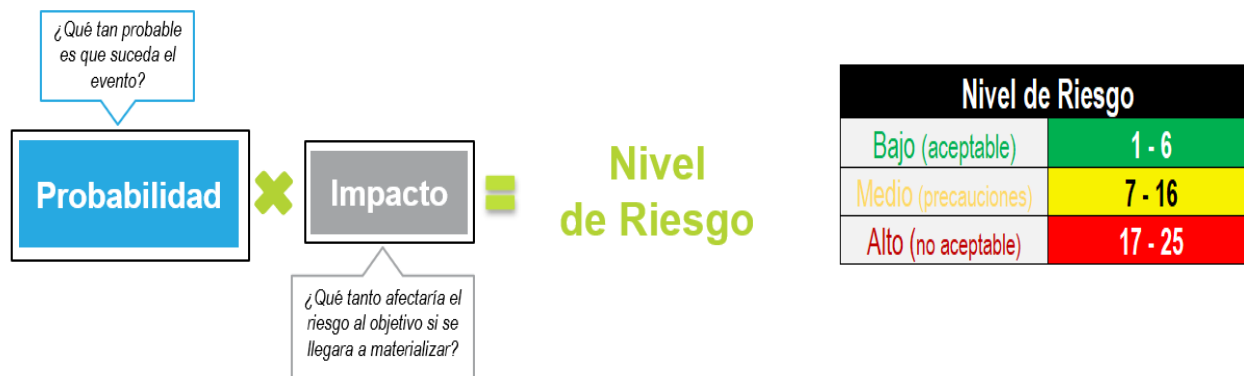 ¿Qué tan probable
es que suceda el
evento?
Probabilidad
Impacto
Nivel
de Riesgo
¿Qué tanto afectaría el
riesgo al objetivo si se
llegara a materializar?
Nivel de Riesgo
Bajo (aceptable) 1 - 6
Medio (precauciones) 7 - 16
Alto (no aceptable) 17 - 25